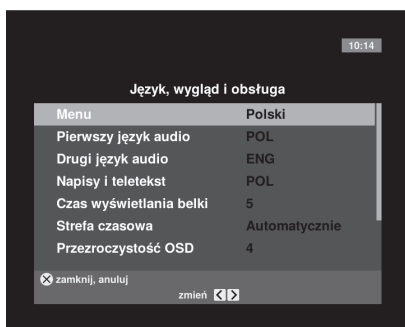 10:14
Język, wygląd i obsługa
Menu Polski
Pierwszy język audio POL
Drugi język audio ENG
Napisy i teletekst POL
Czas wyświetlania belki 5
Strefa czasowa Automatycznie
Przezroczystość OSD 4
zamknij, anuluj
zmień